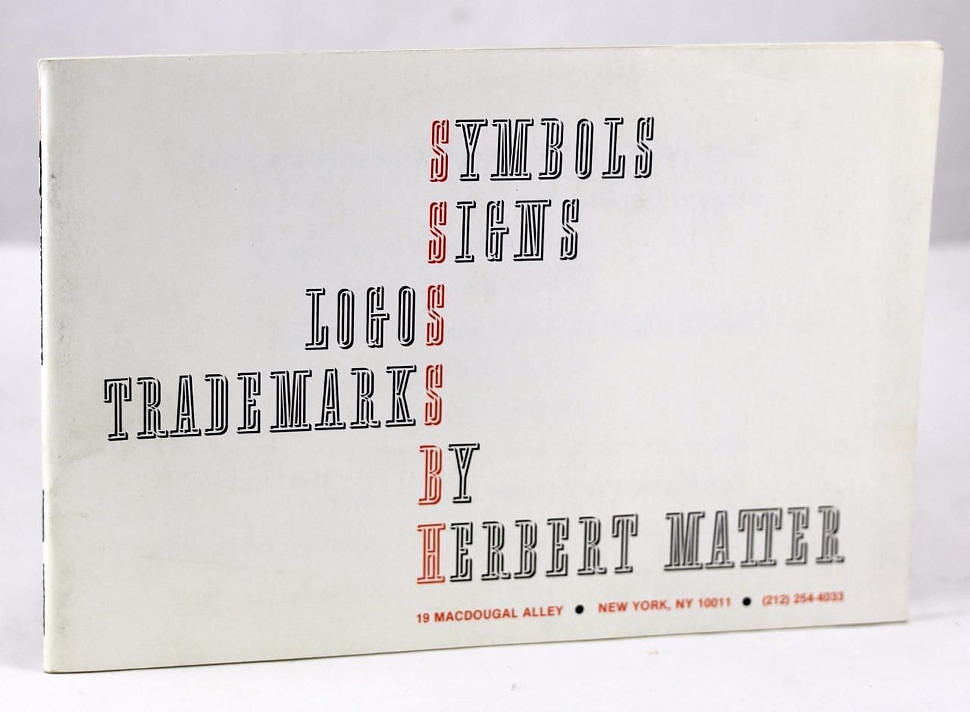 SYMBOLS
SIGNS
LOGOS
TRADEMARKS
BY
HERBERT MATTER
19 MACDOUGAL ALLEY ● NEW YORK, NY 10011 ● (212) 254-4033